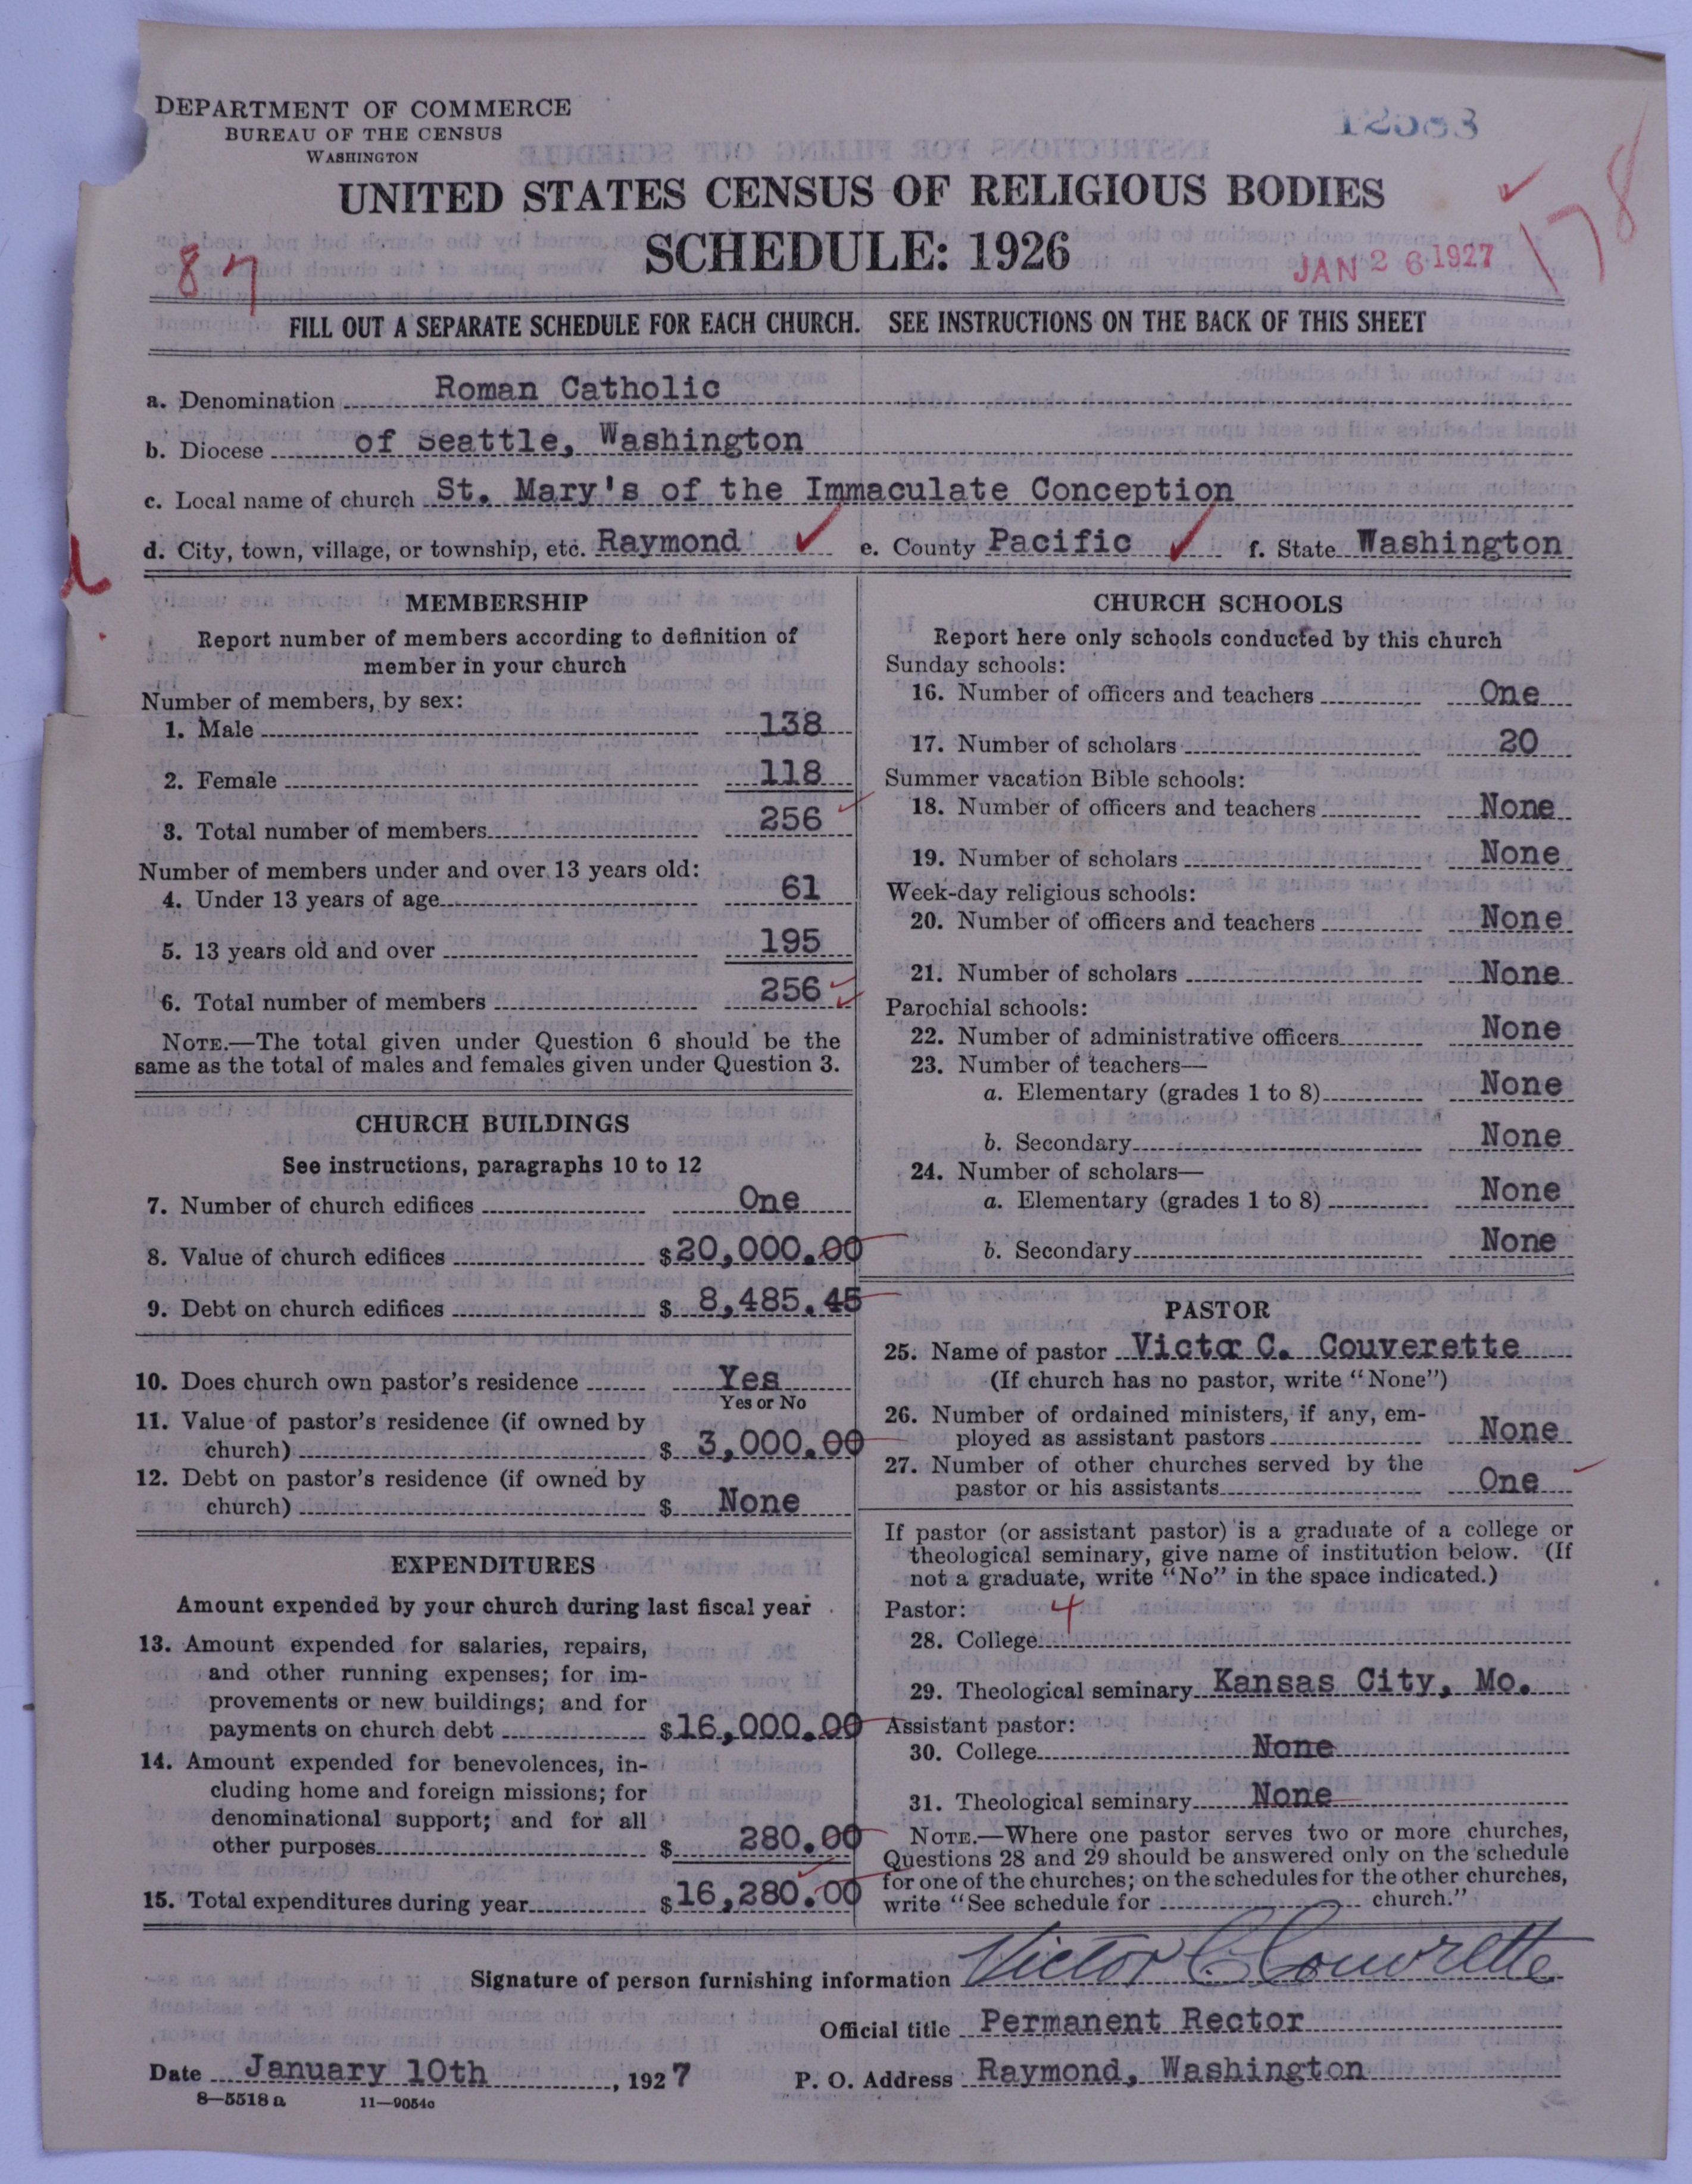 DEPARTMENT OF COMMERCE
BUREAU OF THE CENSUS
WASHINGTON
UNITED STATES CENSUS OF RELIGIOUS BODIES
SCHEDULE: 1926
JAN 26 1927
178
87
FILL OUT A SEPARATE SCHEDULE FOR EACH CHURCH. SEE INSTRUCTIONS ON THE BACK OF THIS SHEET
a. Denomination Roman Catholic
b. Diocese of Seattle, Washington
c. Local name of church St. Mary's of the Immaculate Conception
d. City, town, village, or township, etc. Raymond e. County Pacific f. State Washington
MEMBERSHIP
Report number of members according to definition of
member in your church
Number of members, by sex:
1. Male 138
2. Female 118
3. Total number of members 256
Number of members under and over 13 years old:
4. Under 13 years of age 61
5. 13 years old and over 195
6. Total number of members 256
NOTE.—The total given under Question 6 should be the
same as the total of males and females given under Question 3.
CHURCH BUILDINGS
See instructions, paragraphs 10 to 12
7. Number of church edifices One
8. Value of church edifices $20,000.00
9. Debt on church edifices $ 8,485.45
10. Does church own pastor's residence Yes
Yes or No
11. Value of pastor's residence (if owned by
church) $ 3,000.00
12. Debt on pastor's residence (if owned by
church) $ None
EXPENDITURES
Amount expended by your church during last fiscal year
13. Amount expended for salaries, repairs,
and other running expenses; for im-
provements or new buildings; and for
payments on church debt $16,000.00
14. Amount expended for benevolences, in-
cluding home and foreign missions; for
denominational support; and for all
other purposes $ 280.00
15. Total expenditures during year $16,280.00
CHURCH SCHOOLS
Report here only schools conducted by this church
Sunday schools:
16. Number of officers and teachers One
17. Number of scholars 20
Summer vacation Bible schools:
18. Number of officers and teachers None
19. Number of scholars None
Week-day religious schools:
20. Number of officers and teachers None
21. Number of scholars None
Parochial schools:
22. Number of administrative officers None
23. Number of teachers—
a. Elementary (grades 1 to 8) None
b. Secondary None
24. Number of scholars—
a. Elementary (grades 1 to 8) None
b. Secondary None
PASTOR
25. Name of pastor Victor C. Couverette
(If church has no pastor, write "None")
26. Number of ordained ministers, if any, em-
ployed as assistant pastors None
27. Number of other churches served by the
pastor or his assistants One
If pastor (or assistant pastor) is a graduate of a college or
theological seminary, give name of institution below. (If
not a graduate, write "No" in the space indicated.)
Pastor: 4
28. College
29. Theological seminary Kansas City, Mo.
Assistant pastor:
30. College None
31. Theological seminary None
NOTE.—Where one pastor serves two or more churches,
Questions 28 and 29 should be answered only on the schedule
for one of the churches; on the schedules for the other churches,
write "See schedule for church."
Signature of person furnishing information Victor C. Couvrette
Official title Permanent Rector
Date January 10th, 1927 P. O. Address Raymond, Washington
8—5518 a 11—9054c